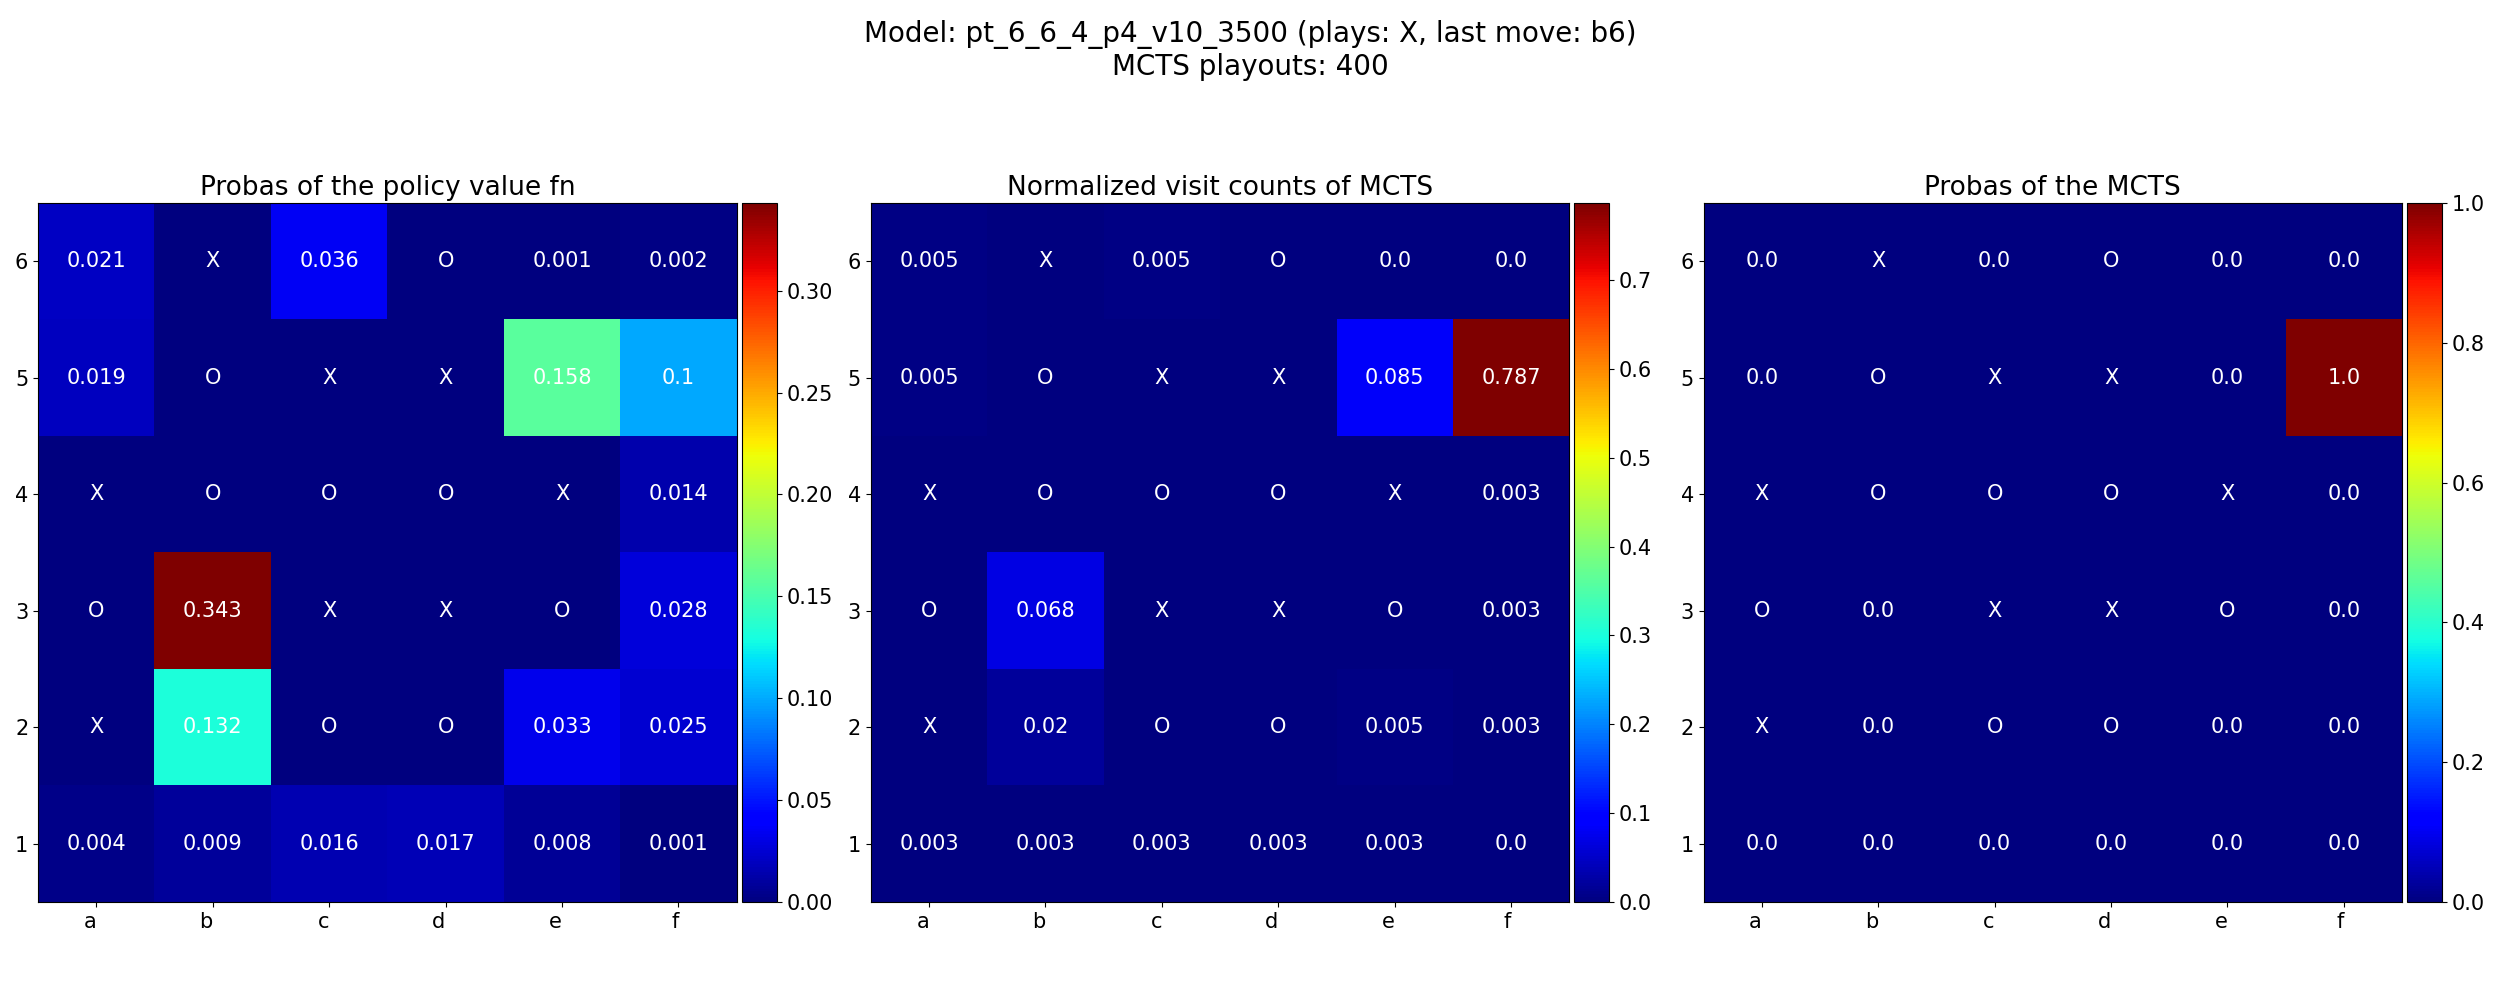 Model: pt_6_6_4_p4_v10_3500 (plays: X, last move: b6)
MCTS playouts: 400
Probas of the policy value fn
6 0.021 X 0.036 O 0.001 0.002
5 0.019 O X X 0.158 0.1
4 X O O O X 0.014
3 O 0.343 X X O 0.028
2 X 0.132 O O 0.033 0.025
1 0.004 0.009 0.016 0.017 0.008 0.001
a b c d e f
0.30
0.25
0.20
0.15
0.10
0.05
0.00
Normalized visit counts of MCTS
6 0.005 X 0.005 O 0.0 0.0
5 0.005 O X X 0.085 0.787
4 X O O O X 0.003
3 O 0.068 X X O 0.003
2 X 0.02 O O 0.005 0.003
1 0.003 0.003 0.003 0.003 0.003 0.0
a b c d e f
0.7
0.6
0.5
0.4
0.3
0.2
0.1
0.0
Probas of the MCTS
6 0.0 X 0.0 O 0.0 0.0
5 0.0 O X X 0.0 1.0
4 X O O O X 0.0
3 O 0.0 X X O 0.0
2 X 0.0 O O 0.0 0.0
1 0.0 0.0 0.0 0.0 0.0 0.0
a b c d e f
1.0
0.8
0.6
0.4
0.2
0.0